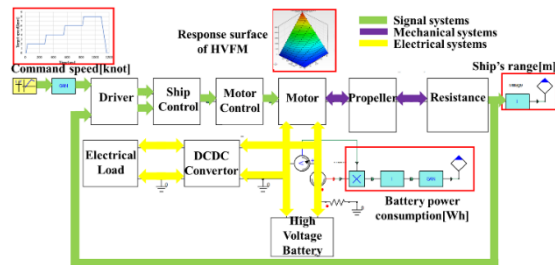 Response surface
of HVFM
Signal systems
Mechanical systems
Electrical systems
Command speed[knot]
Ship's range[m]
Driver
Ship
Control
Motor
Control
Motor
Propeller
Resistance
Electrical
Load
DCDC
Convertor
Battery power
consumption[Wh]
High
Voltage
Battery